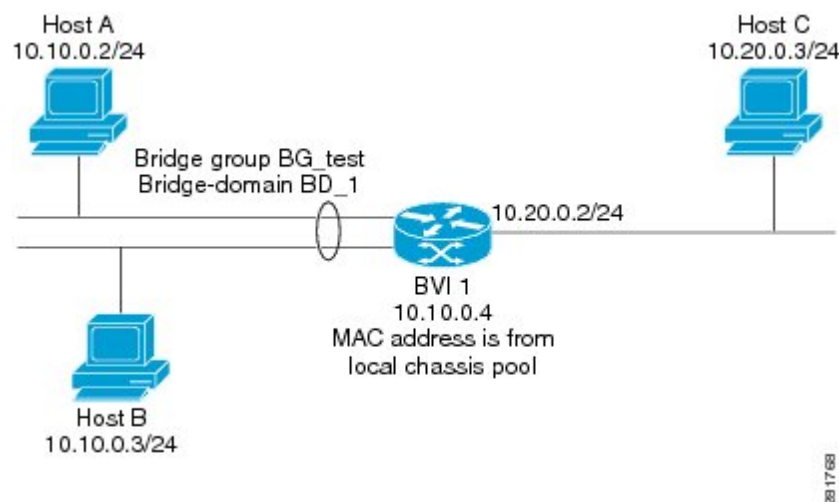 Host A
10.10.0.2/24
Host C
10.20.0.3/24
Bridge group BG_test
Bridge-domain BD_1
10.20.0.2/24
BVI 1
10.10.0.4
MAC address is from
local chassis pool
Host B
10.10.0.3/24